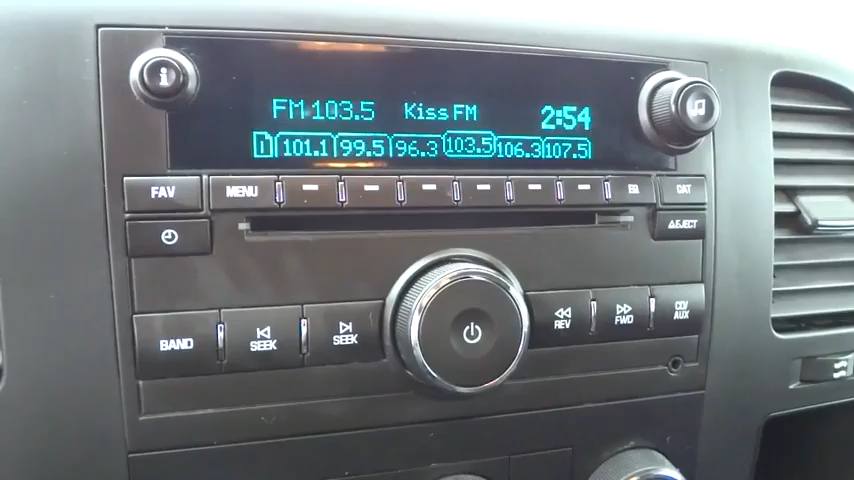 FM 103.5 Kiss FM 2:54
1 101.1 99.5 96.3 103.5 106.3 107.5
FAV MENU CAT
EJECT
BAND SEEK SEEK REV FWD CD/AUX